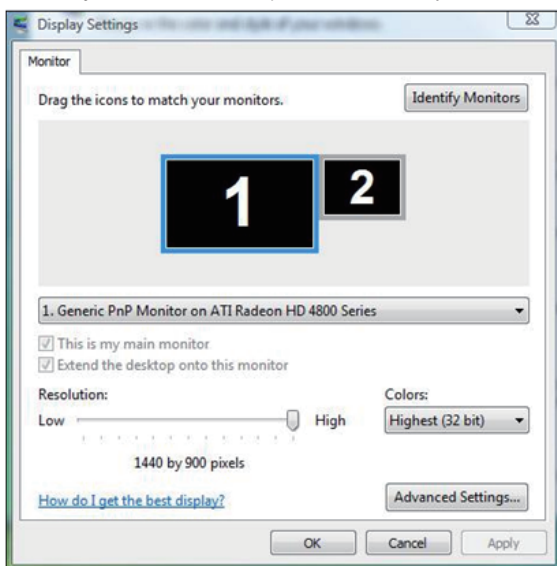 Display Settings
Monitor
Drag the icons to match your monitors.
Identify Monitors
1
2
1. Generic PnP Monitor on ATI Radeon HD 4800 Series
This is my main monitor
Extend the desktop onto this monitor
Resolution:
Colors:
Low
High
Highest (32 bit)
1440 by 900 pixels
How do I get the best display?
Advanced Settings...
OK
Cancel
Apply